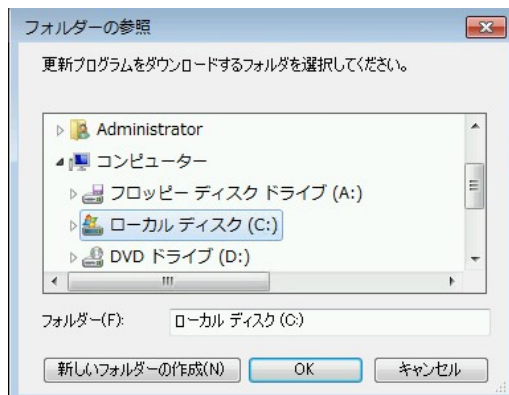 フォルダーの参照
更新プログラムをダウンロードするフォルダを選択してください。
Administrator
コンピューター
フロッピー ディスク ドライブ (A:)
ローカル ディスク (C:)
DVD ドライブ (D:)
フォルダー(F):
ローカル ディスク (C:)
新しいフォルダーの作成(N)
OK
キャンセル